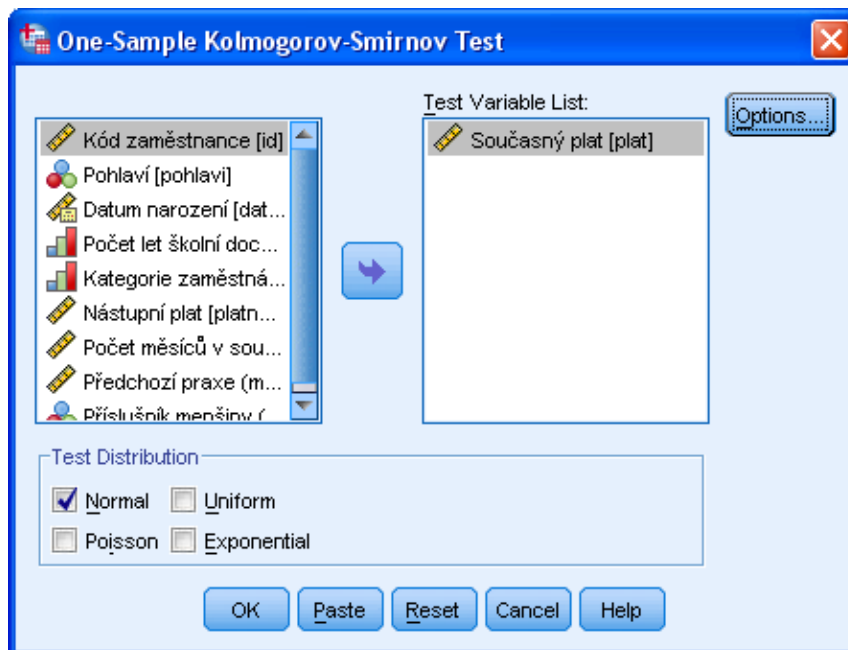 One-Sample Kolmogorov-Smirnov Test
Test Variable List:
Kód zaměstnance [id]
Pohlaví [pohlavi]
Datum narození [dat...
Počet let školní doc...
Kategorie zaměstná...
Nástupní plat [platn...
Počet měsíců v sou...
Předchozí praxe (m...
Příslušník menšiny (
Současný plat [plat]
Options...
Test Distribution
Normal
Uniform
Poisson
Exponential
OK
Paste
Reset
Cancel
Help